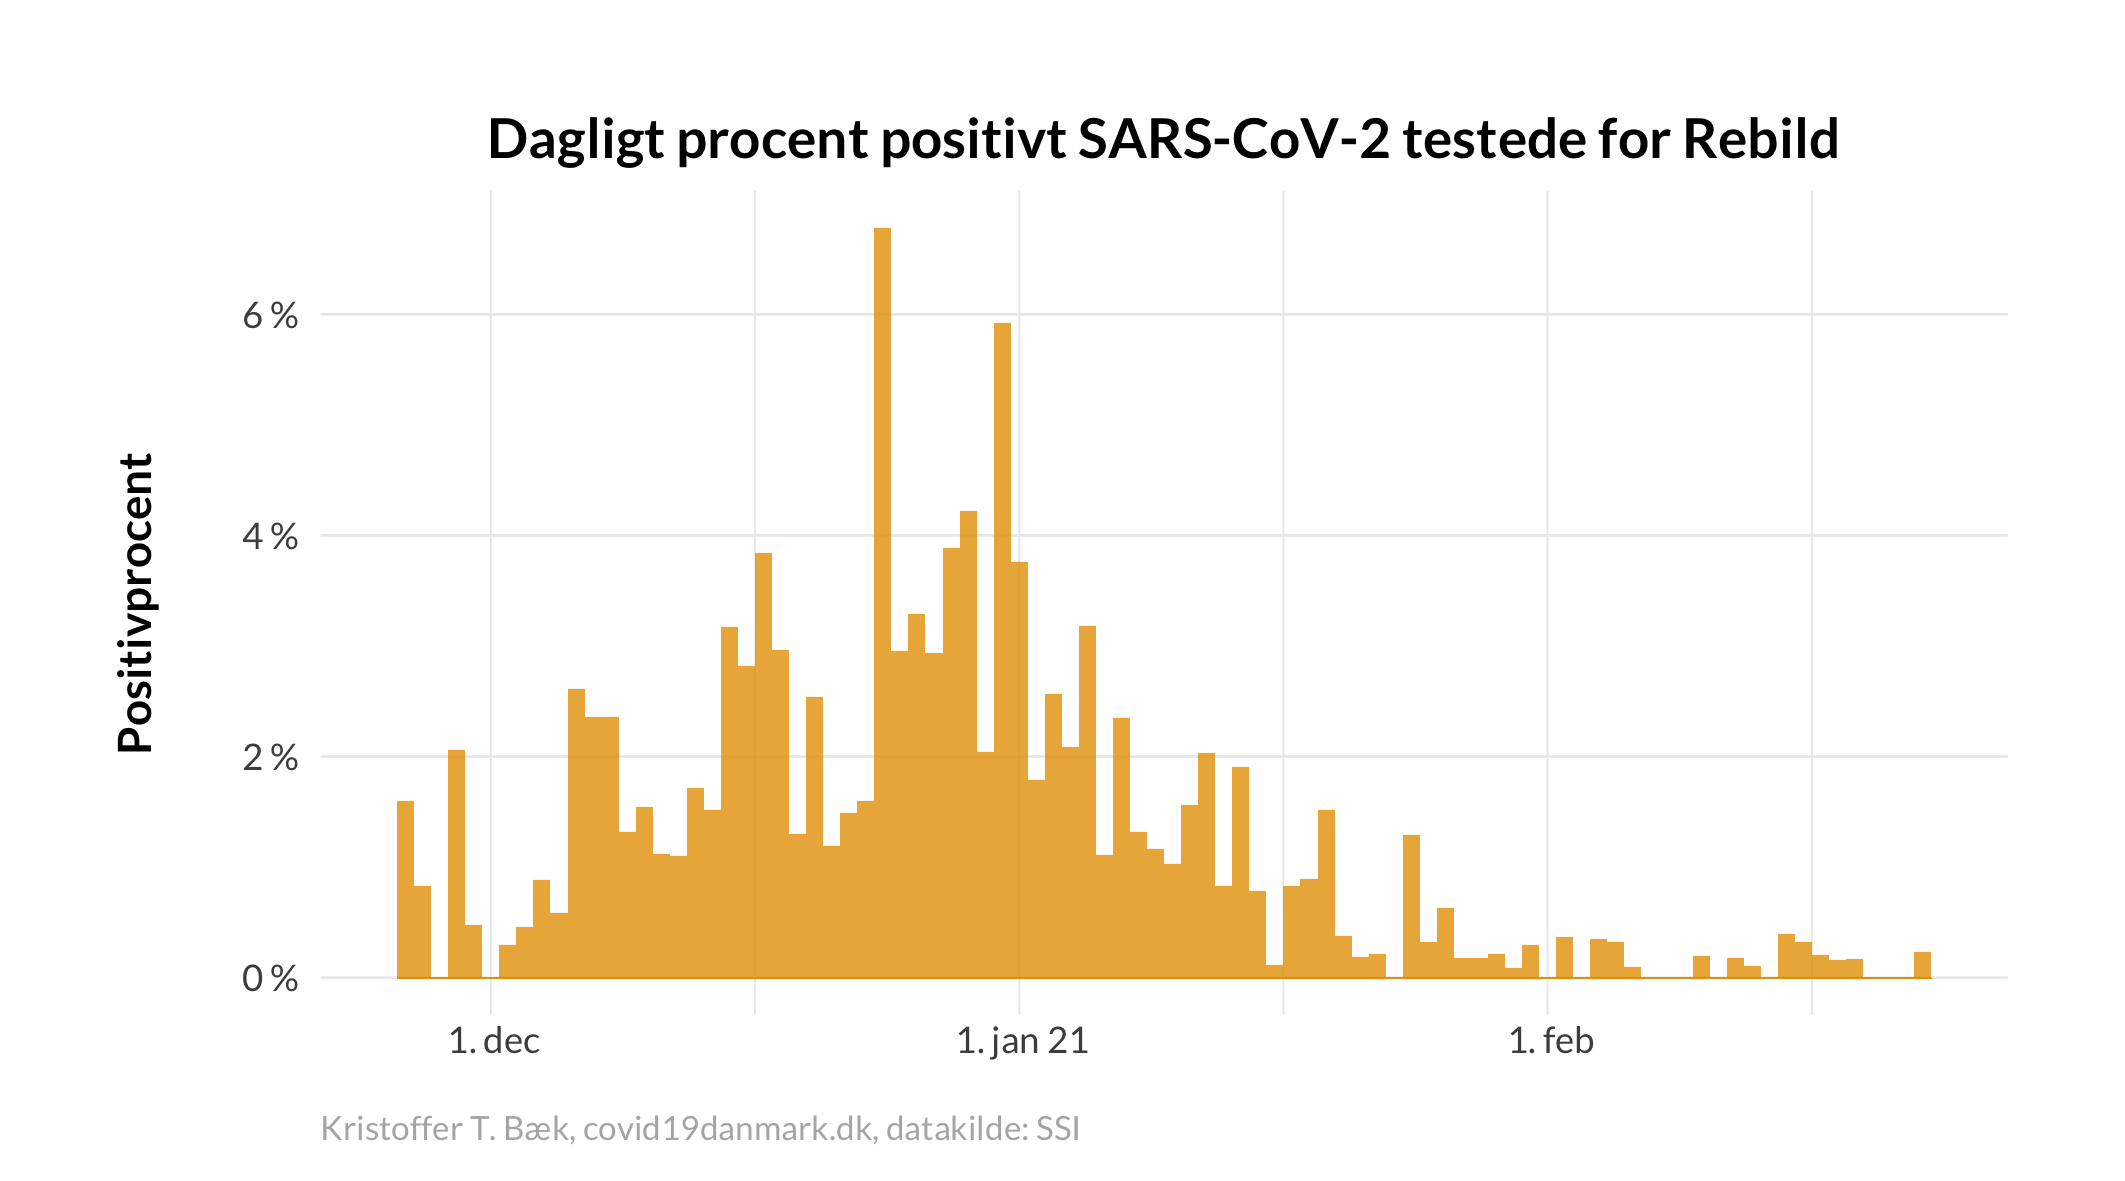 Dagligt procent positivt SARS-CoV-2 testede for Rebild
Positivprocent
6 %
4 %
2 %
0 %
1. dec
1. jan 21
1. feb
Kristoffer T. Bæk, covid19danmark.dk, datakilde: SSI